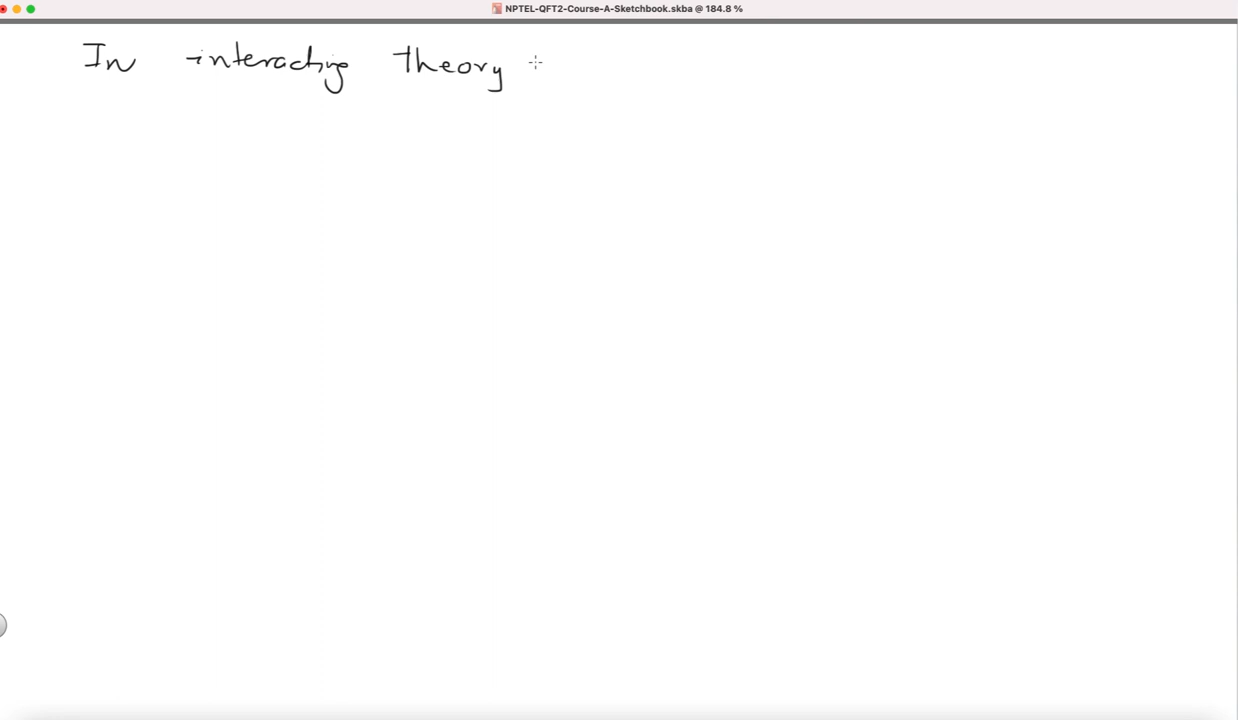 NPTEL-QFT2-Course-A-Sketchbook.skba @ 184.8 %
In interacting theory